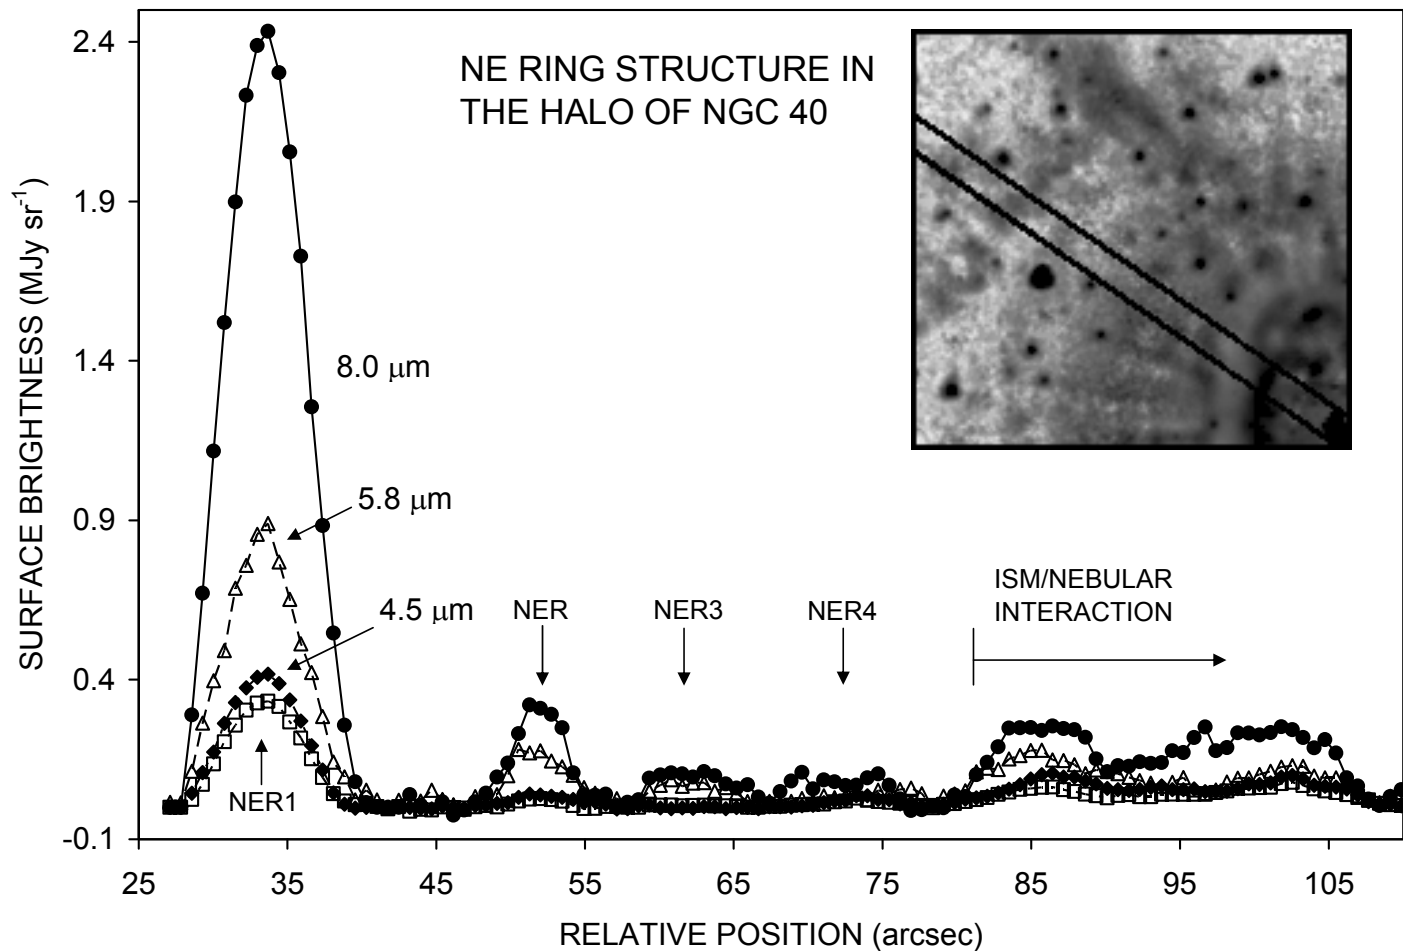 NE RING STRUCTURE IN
THE HALO OF NGC 40
SURFACE BRIGHTNESS (MJy sr-1)
2.4
1.9
1.4
0.9
0.4
-0.1
8.0 μm
5.8 μm
4.5 μm
NER1
NER
NER3
NER4
ISM/NEBULAR
INTERACTION
25 35 45 55 65 75 85 95 105
RELATIVE POSITION (arcsec)